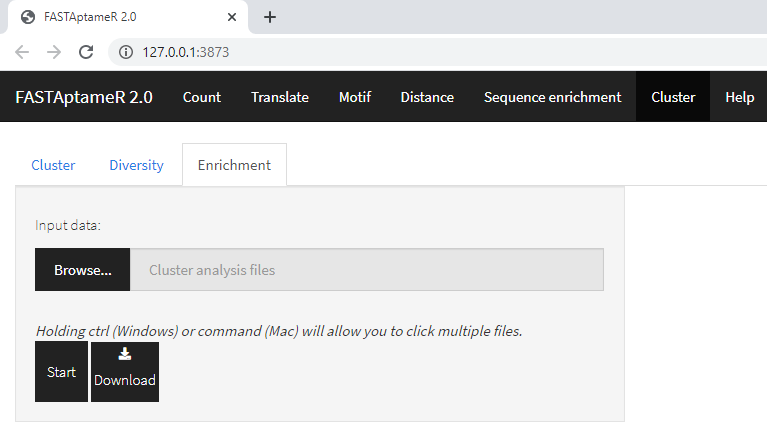 FASTAptameR 2.0
127.0.0.1:3873
FASTAptameR 2.0 Count Translate Motif Distance Sequence enrichment Cluster Help
Cluster Diversity Enrichment
Input data:
Browse... Cluster analysis files
Holding ctrl (Windows) or command (Mac) will allow you to click multiple files.
Start Download